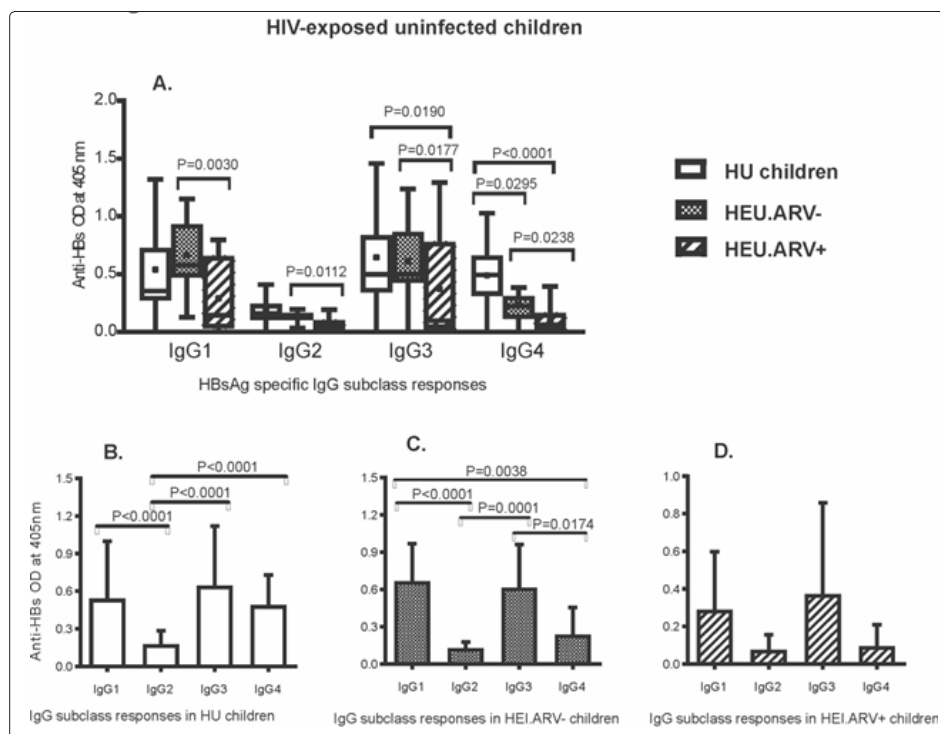 HIV-exposed uninfected children
A.
2.0
1.5
1.0
0.5
0.0
Anti-HBs OD at 405nm
P=0.0030
P=0.0112
P=0.0190
P=0.0177
P<0.0001
P=0.0295
P=0.0238
IgG1 IgG2 IgG3 IgG4
HBsAg specific IgG subclass responses
HU children
HEU.ARV-
HEU.ARV+
B.
P<0.0001
P<0.0001
P<0.0001
1.5
1.2
0.9
0.6
0.3
0.0
Anti-HBs OD at 405nm
IgG1 IgG2 IgG3 IgG4
IgG subclass responses in HU children
C.
P=0.0038
P<0.0001
P=0.0001
P=0.0174
1.5
1.2
0.9
0.6
0.3
0.0
IgG1 IgG2 IgG3 IgG4
IgG subclass responses in HEI.ARV- children
D.
1.0
0.8
0.6
0.4
0.2
0.0
IgG1 IgG2 IgG3 IgG4
IgG subclass responses in HEI.ARV+ children